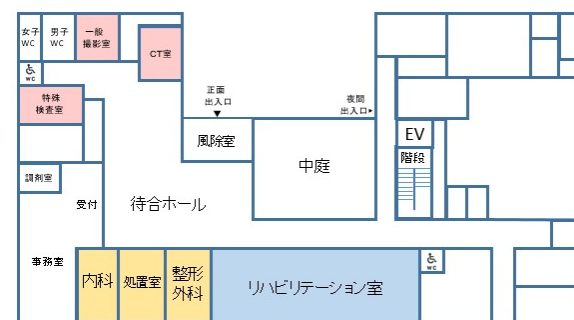 女子
WC
男子
WC
一般
撮影室
CT室
WC
特殊
検査室
正面
出入口
夜間
出入口
風除室
中庭
EV
階段
調剤室
受付
待合ホール
事務室
内科
処置室
整形
外科
リハビリテーション室
WC